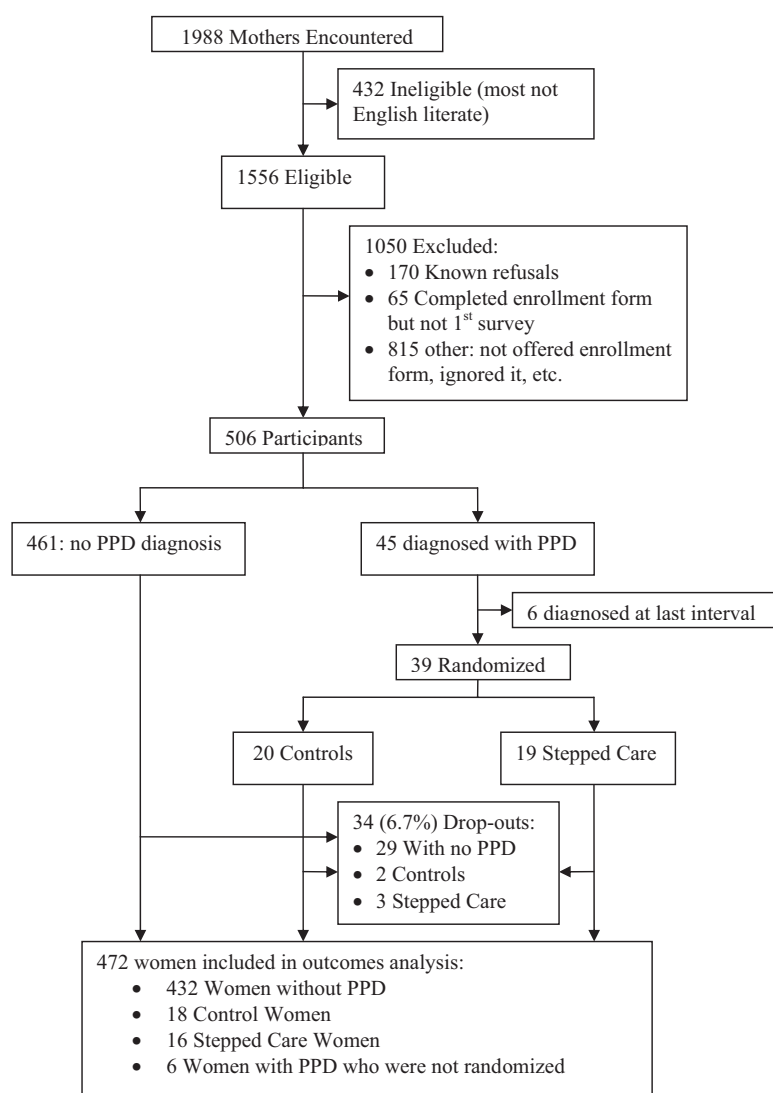 1988 Mothers Encountered
432 Ineligible (most not
English literate)
1556 Eligible
1050 Excluded:
• 170 Known refusals
• 65 Completed enrollment form
but not 1st survey
• 815 other: not offered enrollment
form, ignored it, etc.
506 Participants
461: no PPD diagnosis
45 diagnosed with PPD
6 diagnosed at last interval
39 Randomized
20 Controls
19 Stepped Care
34 (6.7%) Drop-outs:
• 29 With no PPD
• 2 Controls
• 3 Stepped Care
472 women included in outcomes analysis:
• 432 Women without PPD
• 18 Control Women
• 16 Stepped Care Women
• 6 Women with PPD who were not randomized